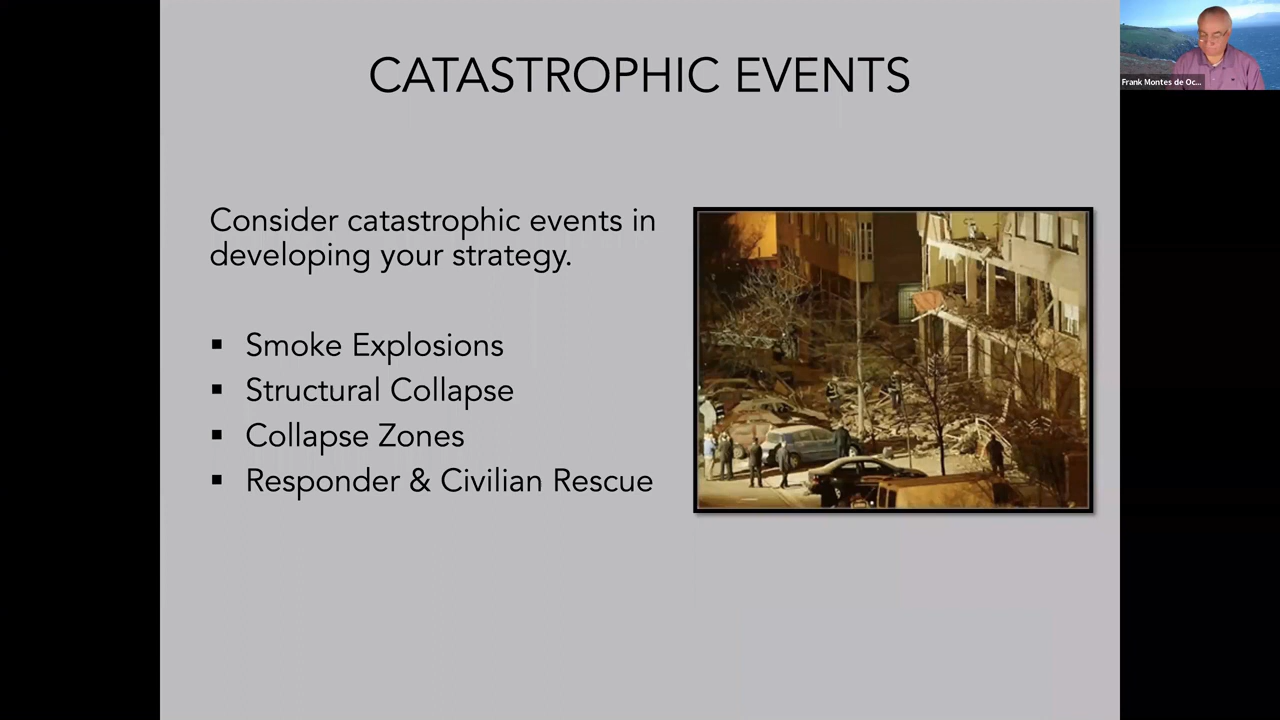 CATASTROPHIC EVENTS
Frank Montes de Oc...
Consider catastrophic events in
developing your strategy.
▪ Smoke Explosions
▪ Structural Collapse
▪ Collapse Zones
▪ Responder & Civilian Rescue